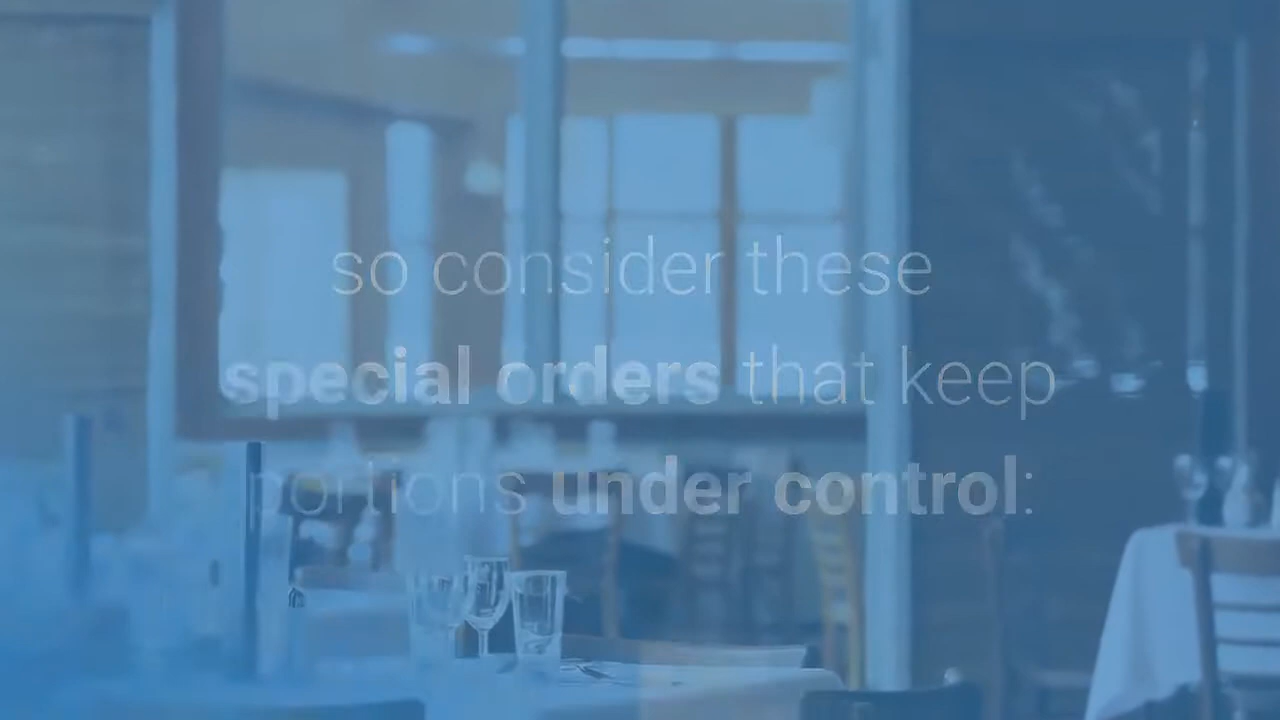 so consider these
special orders that keep
portions under control: